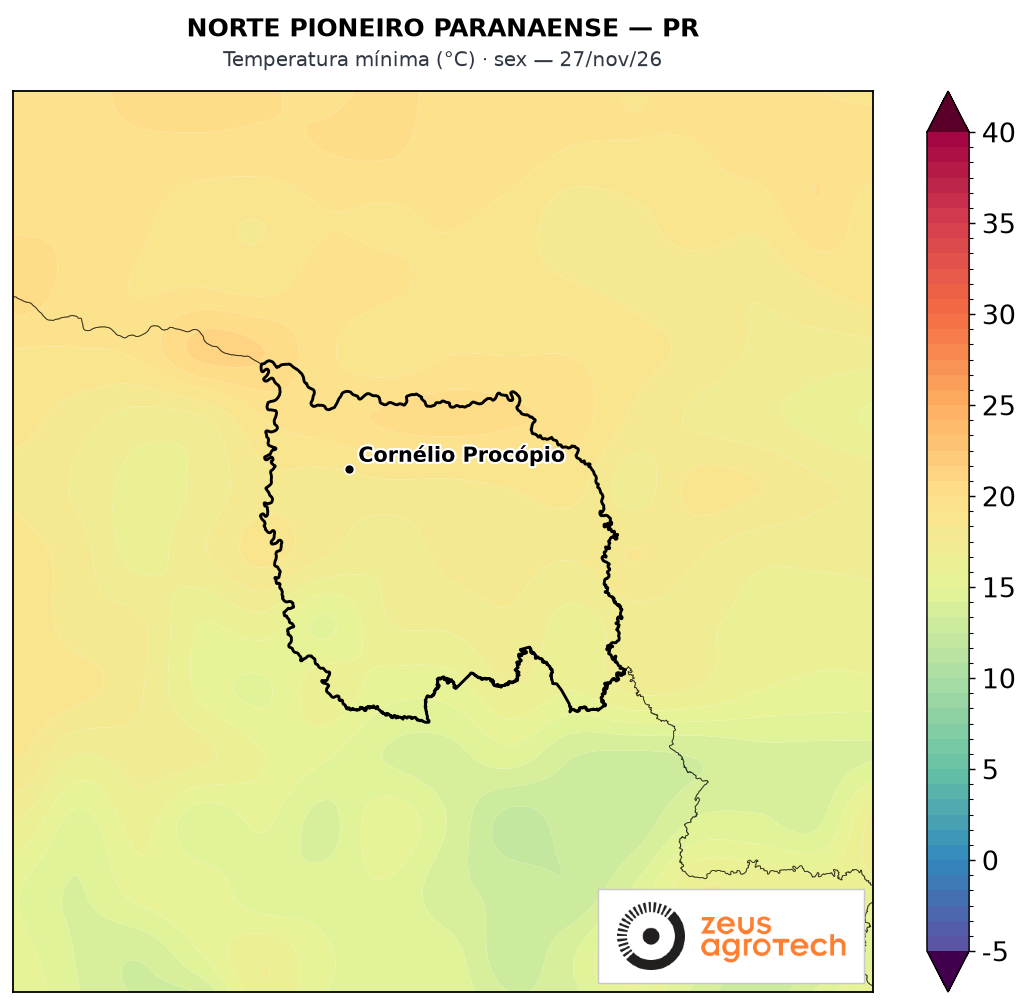 NORTE PIONEIRO PARANAENSE — PR
Temperatura mínima (°C) · sex — 27/nov/26
40
35
30
25
20
15
10
5
0
-5
Cornélio Procópio
zeus
agrotech